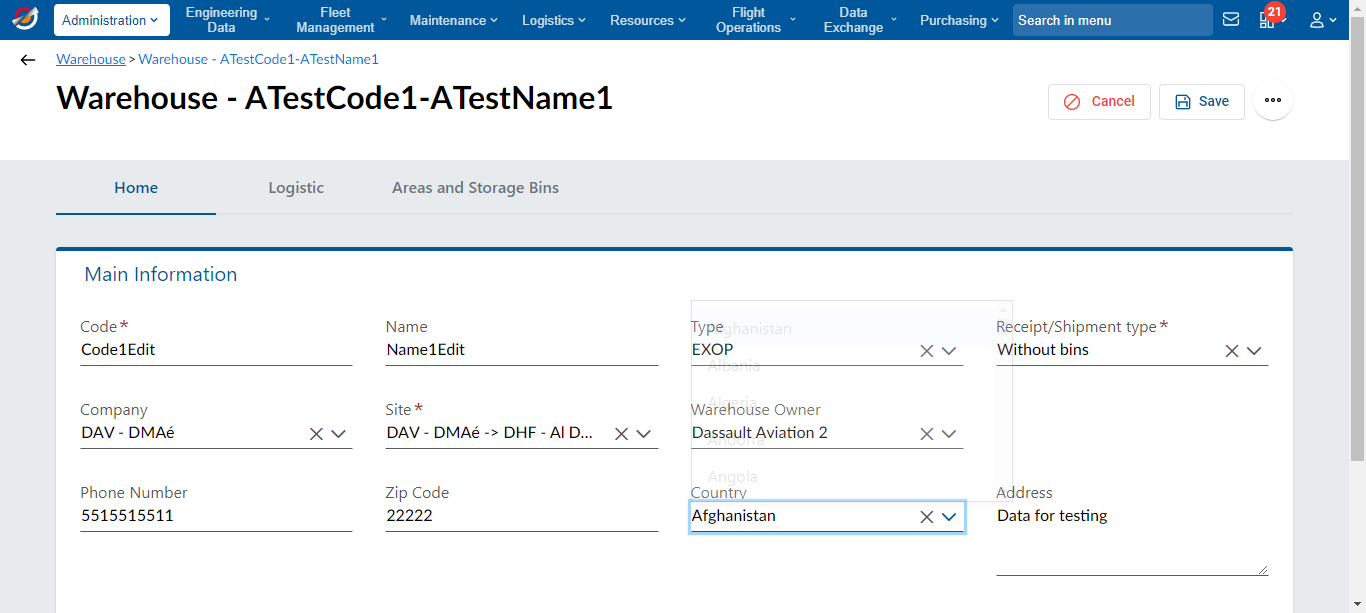 Administration
Engineering Data
Fleet Management
Maintenance
Logistics
Resources
Flight Operations
Data Exchange
Purchasing
Search in menu
21
Warehouse > Warehouse - ATestCode1-ATestName1
Warehouse - ATestCode1-ATestName1
Cancel
Save
Home
Logistic
Areas and Storage Bins
Main Information
Code*
Name
Type
Receipt/Shipment type*
Code1Edit
Name1Edit
EXOP
Without bins
Afghanistan
Albania
Algeria
Andorra
Angola
Company
Site*
Warehouse Owner
DAV - DMAé
DAV - DMAé -> DHF - Al D...
Dassault Aviation 2
Phone Number
Zip Code
Country
Address
5515515511
22222
Afghanistan
Data for testing